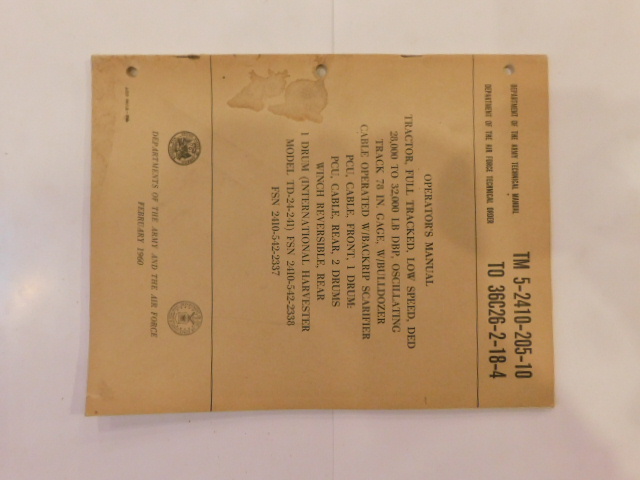 DEPARTMENT OF THE ARMY TECHNICAL MANUAL
DEPARTMENT OF THE AIR FORCE TECHNICAL ORDER
TM 5-2410-205-10
TO 36C26-2-18-4
OPERATOR'S MANUAL
TRACTOR, FULL TRACKED, LOW SPEED, DED
28,000 TO 32,000 LB DBP, OSCILLATING
TRACK 78 IN GAGE, W/BULLDOZER
CABLE OPERATED W/BACKRIP SCARIFIER
PCU, CABLE, FRONT, 1 DRUM:
PCU, CABLE, REAR, 2 DRUMS
WINCH REVERSIBLE, REAR
1 DRUM (INTERNATIONAL HARVESTER
MODEL TD-24-241) FSN 2410-542-2338
FSN 2410-542-2337
DEPARTMENTS OF THE ARMY AND THE AIR FORCE
FEBRUARY 1960